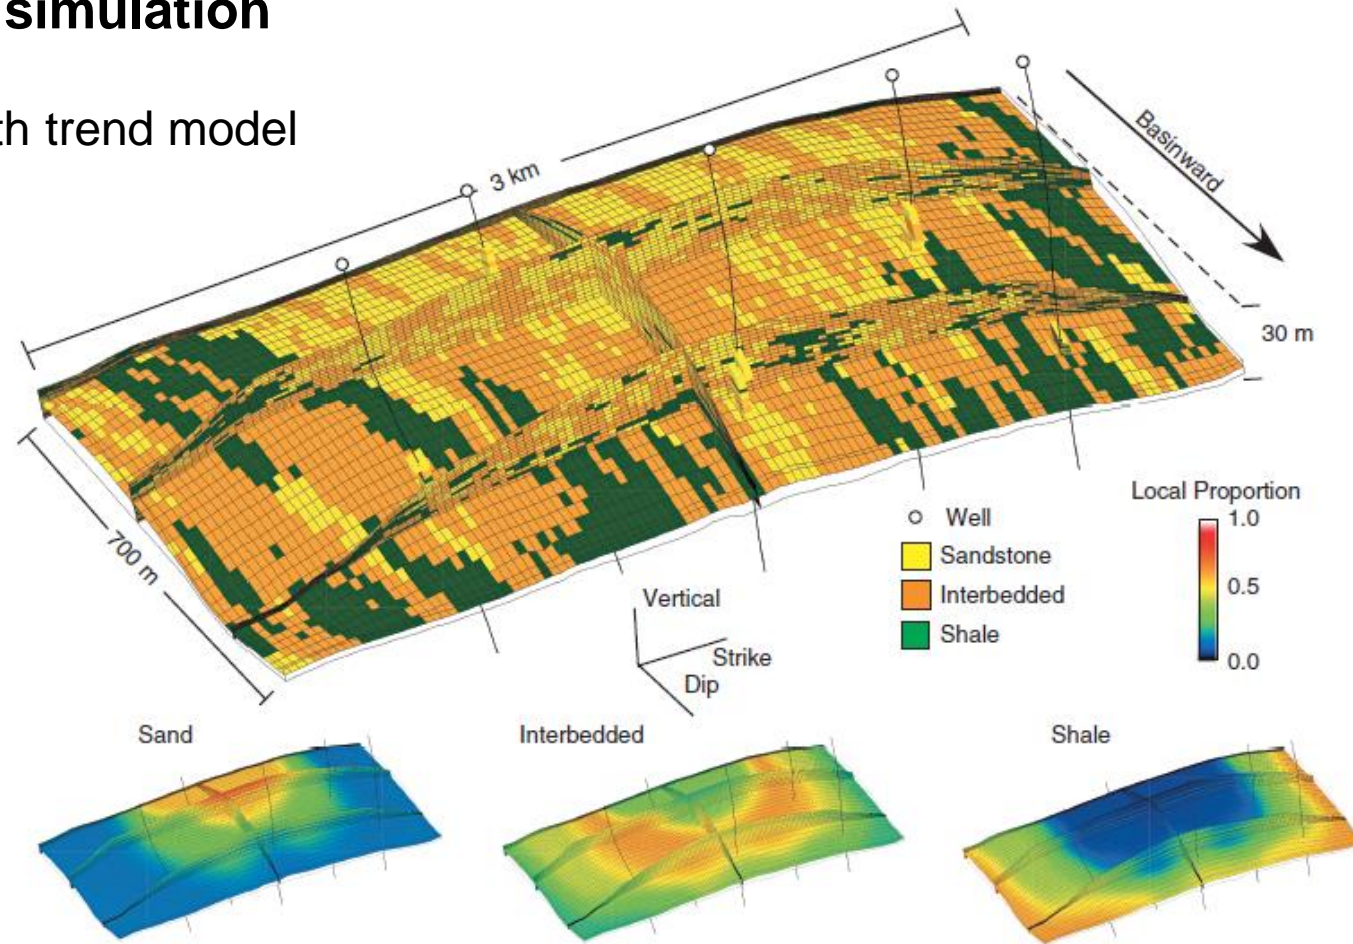 simulation
th trend model
3 km
Basinward
30 m
700 m
Well
Sandstone
Interbedded
Shale
Local Proportion
1.0
0.5
0.0
Vertical
Strike
Dip
Sand
Interbedded
Shale